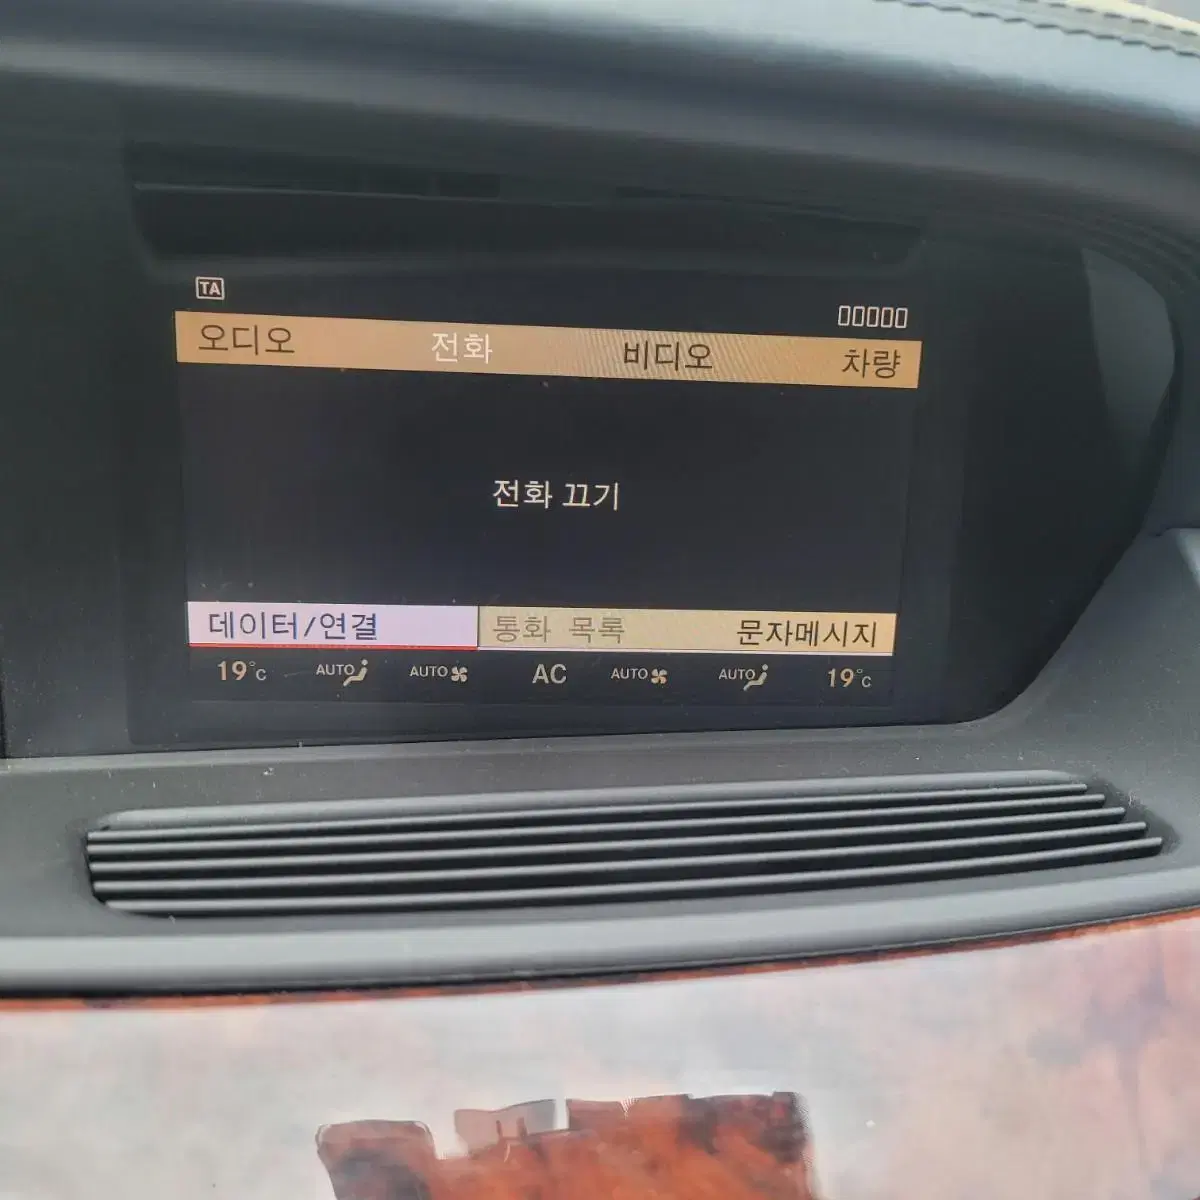 TA
오디오 전화 비디오 차량
전화 끄기
데이터/연결 통화 목록 문자메시지
19°C AUTO AUTO AC AUTO AUTO 19°C